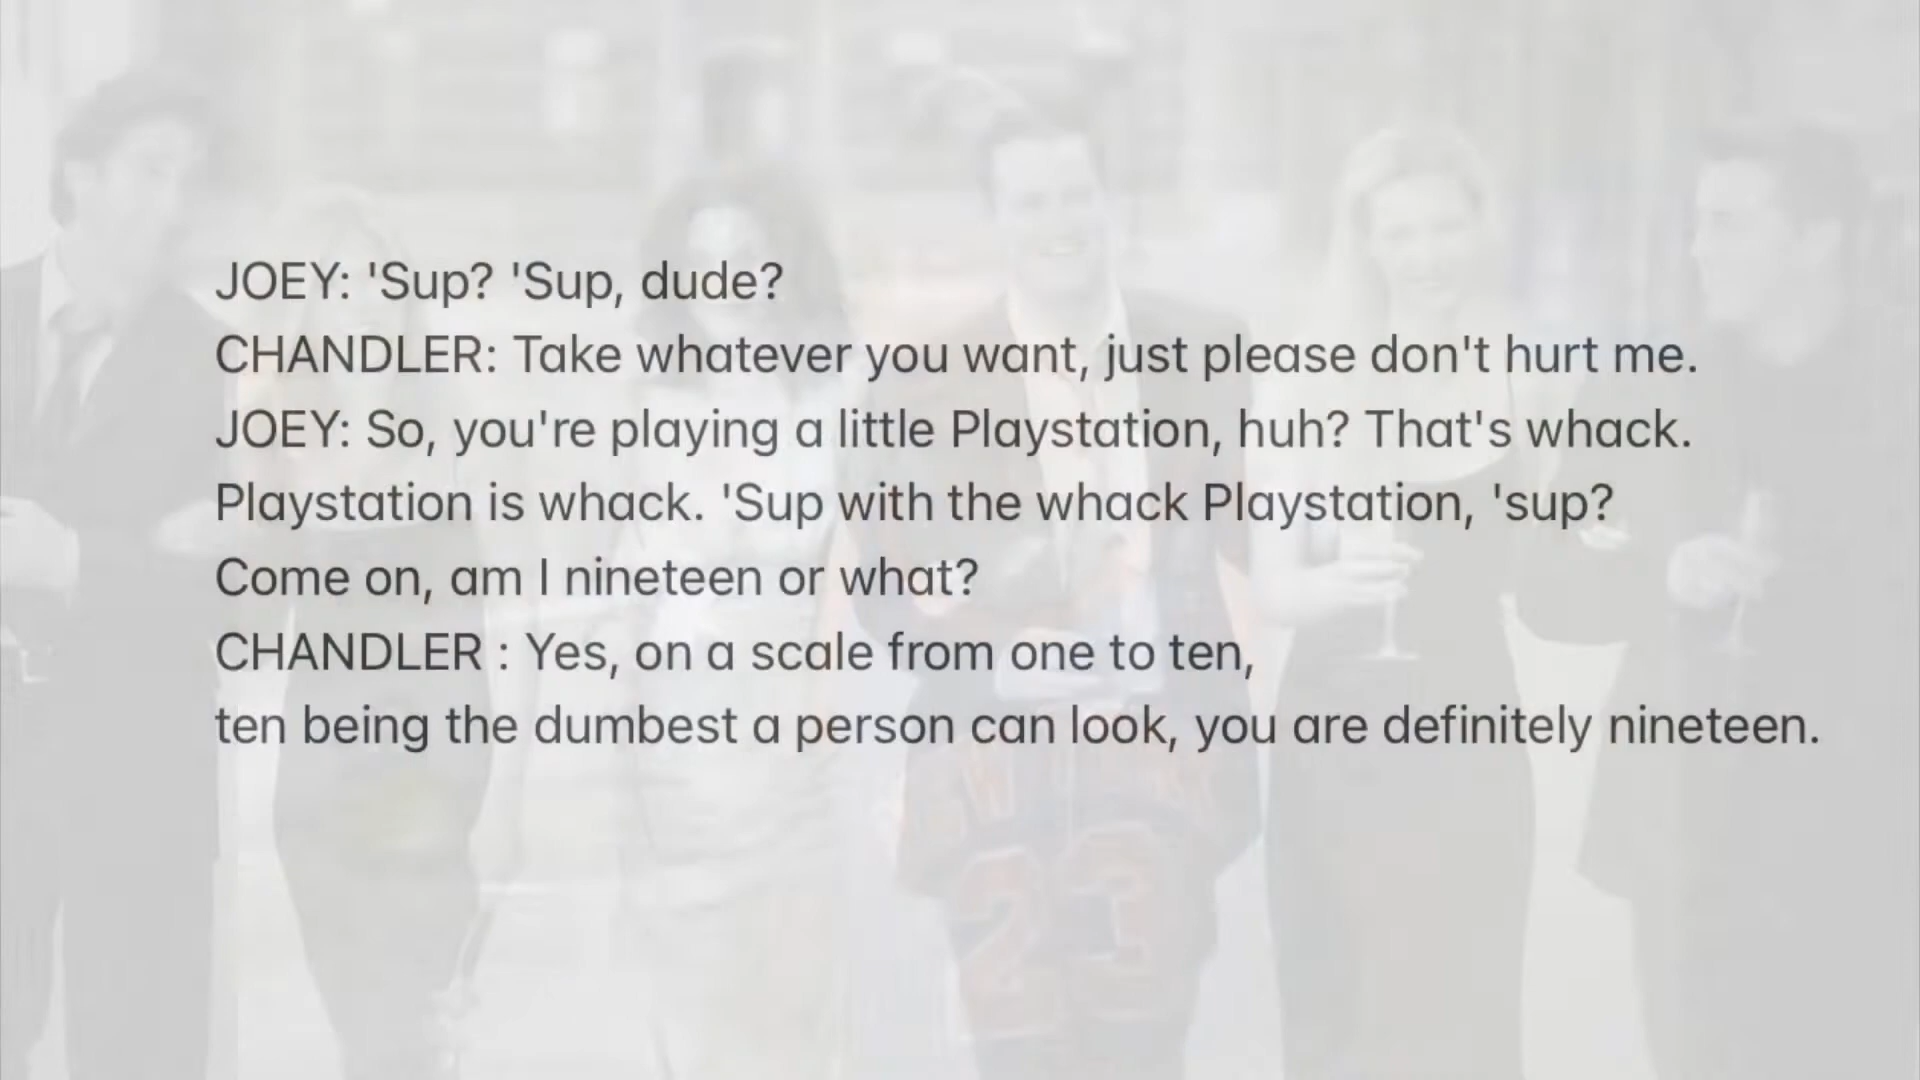 JOEY: 'Sup? 'Sup, dude?
CHANDLER: Take whatever you want, just please don't hurt me.
JOEY: So, you're playing a little Playstation, huh? That's whack.
Playstation is whack. 'Sup with the whack Playstation, 'sup?
Come on, am I nineteen or what?
CHANDLER : Yes, on a scale from one to ten,
ten being the dumbest a person can look, you are definitely nineteen.
23